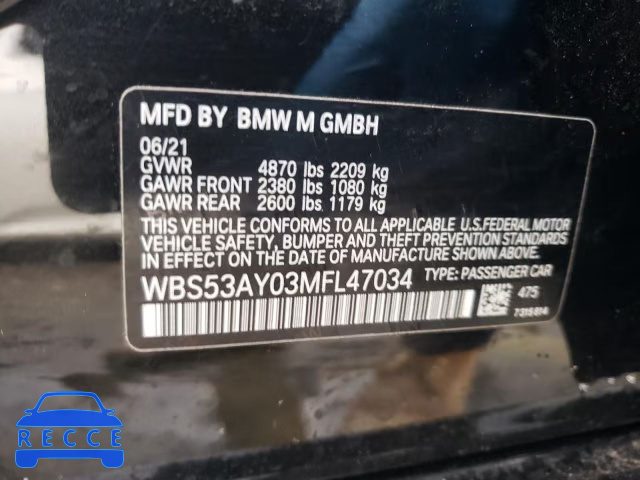 MFD BY BMW M GMBH
06/21
GVWR 4870 lbs 2209 kg
GAWR FRONT 2380 lbs 1080 kg
GAWR REAR 2600 lbs 1179 kg
THIS VEHICLE CONFORMS TO ALL APPLICABLE U.S.FEDERAL MOTOR
VEHICLE SAFETY, BUMPER AND THEFT PREVENTION STANDARDS
IN EFFECT ON THE DATE OF MANUFACTURE SHOWN ABOVE.
WBS53AY03MFL47034 TYPE: PASSENGER CAR
475
7315814
RECCE